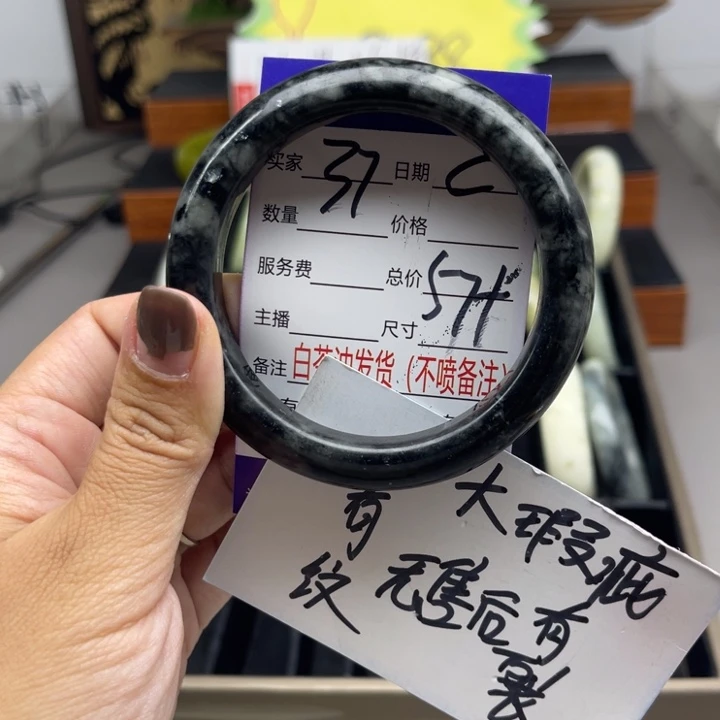 买家 37 日期 C
数量 价格
服务费 总价
主播 尺寸 57+
备注 白茶油发货（不喷备注）
有
大瑕疵
有纹
无售后有裂